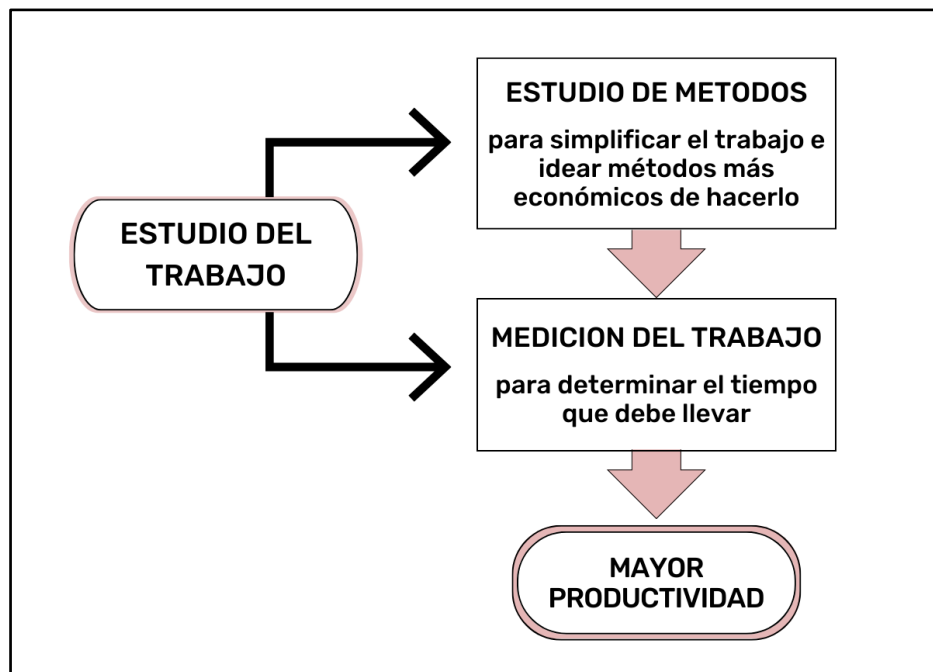 ESTUDIO DEL
TRABAJO
ESTUDIO DE METODOS
para simplificar el trabajo e
idear métodos más
económicos de hacerlo
MEDICION DEL TRABAJO
para determinar el tiempo
que debe llevar
MAYOR
PRODUCTIVIDAD